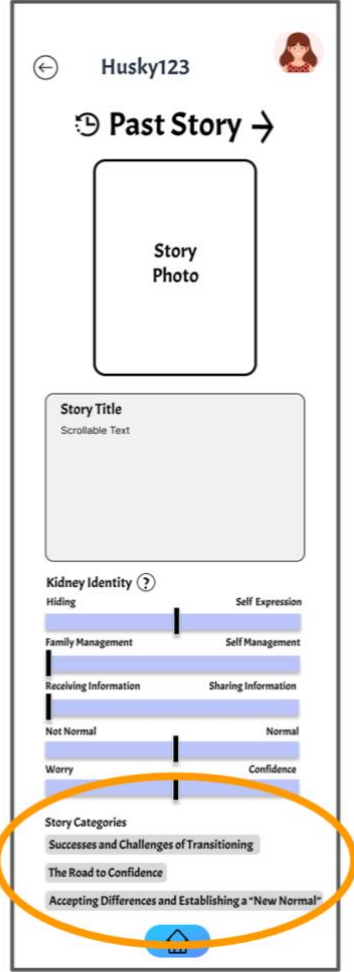 Husky123
Past Story
Story
Photo
Story Title
Scrollable Text
Kidney Identity ?
Hiding Self Expression
Family Management Self Management
Receiving Information Sharing Information
Not Normal Normal
Worry Confidence
Story Categories
Successes and Challenges of Transitioning
The Road to Confidence
Accepting Differences and Establishing a “New Normal”